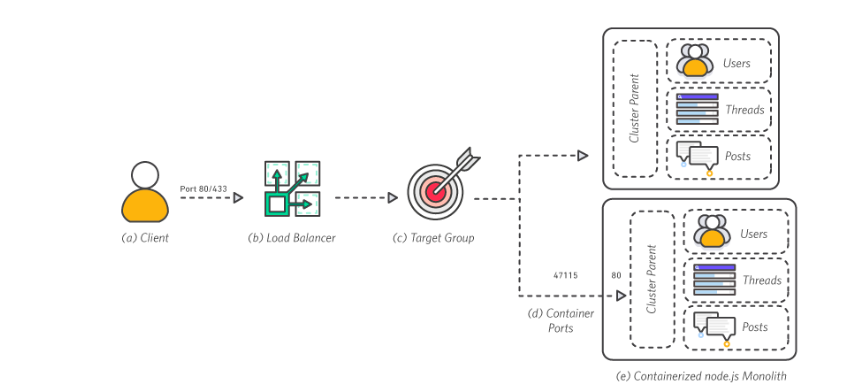 Cluster Parent
Users
Threads
Posts
Port 80/433
(a) Client
(b) Load Balancer
(c) Target Group
47115
80
(d) Container
Ports
Cluster Parent
Users
Threads
Posts
(e) Containerized node.js Monolith